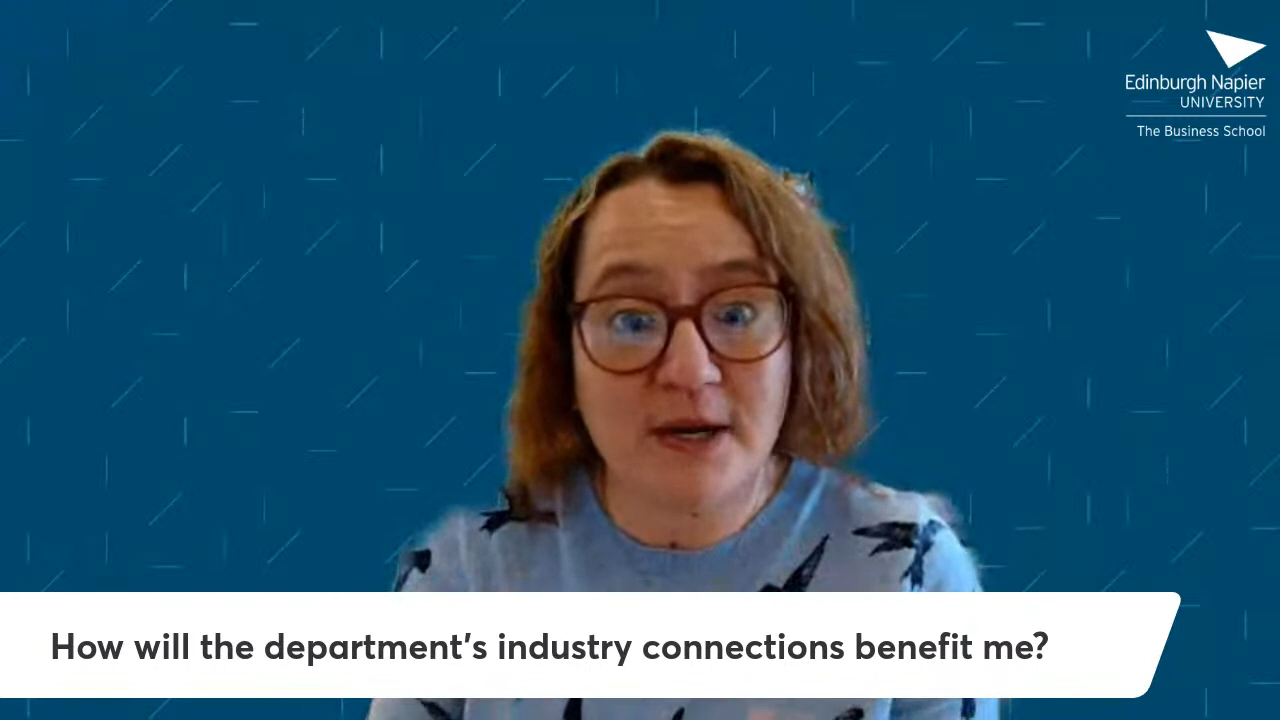 Edinburgh Napier
UNIVERSITY
The Business School
How will the department's industry connections benefit me?